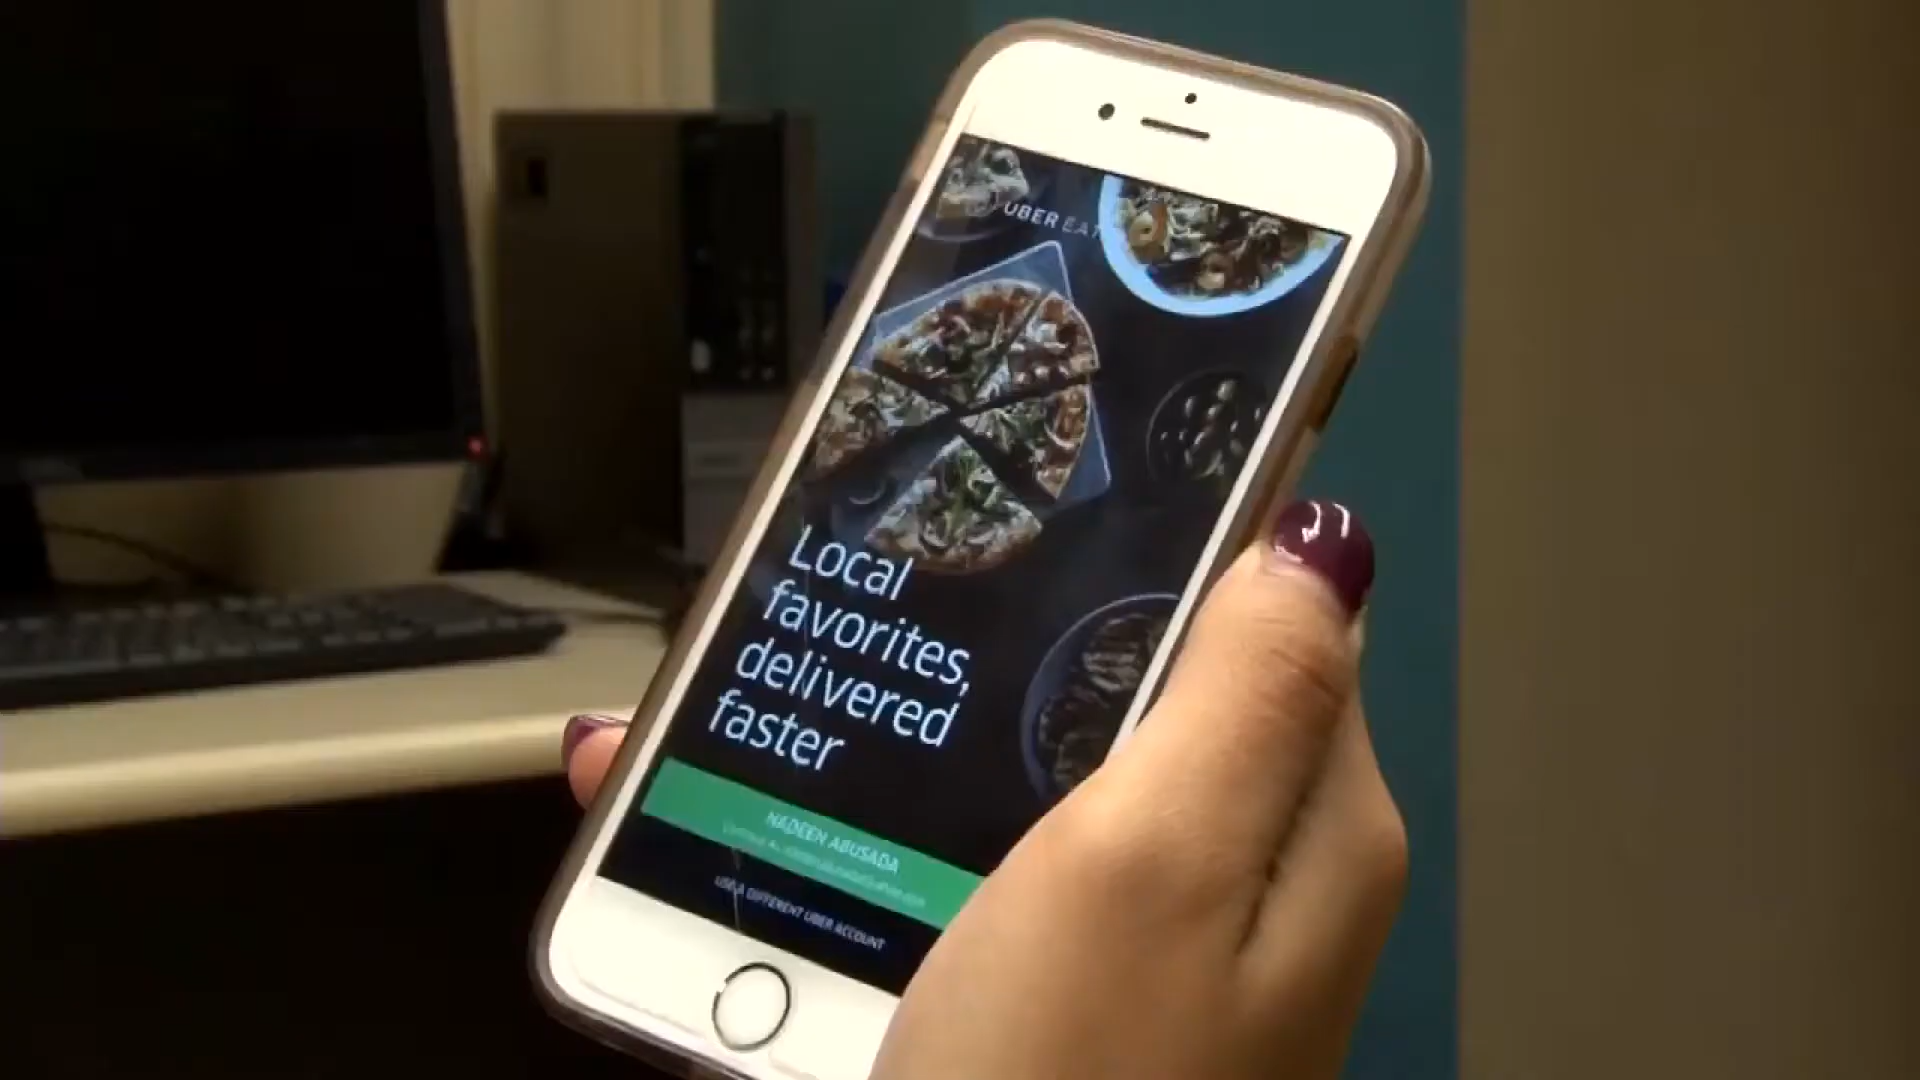 UBER EAT
Local
favorites,
delivered
faster
NADEEN ABUSADA
USE A DIFFERENT UBER ACCOUNT